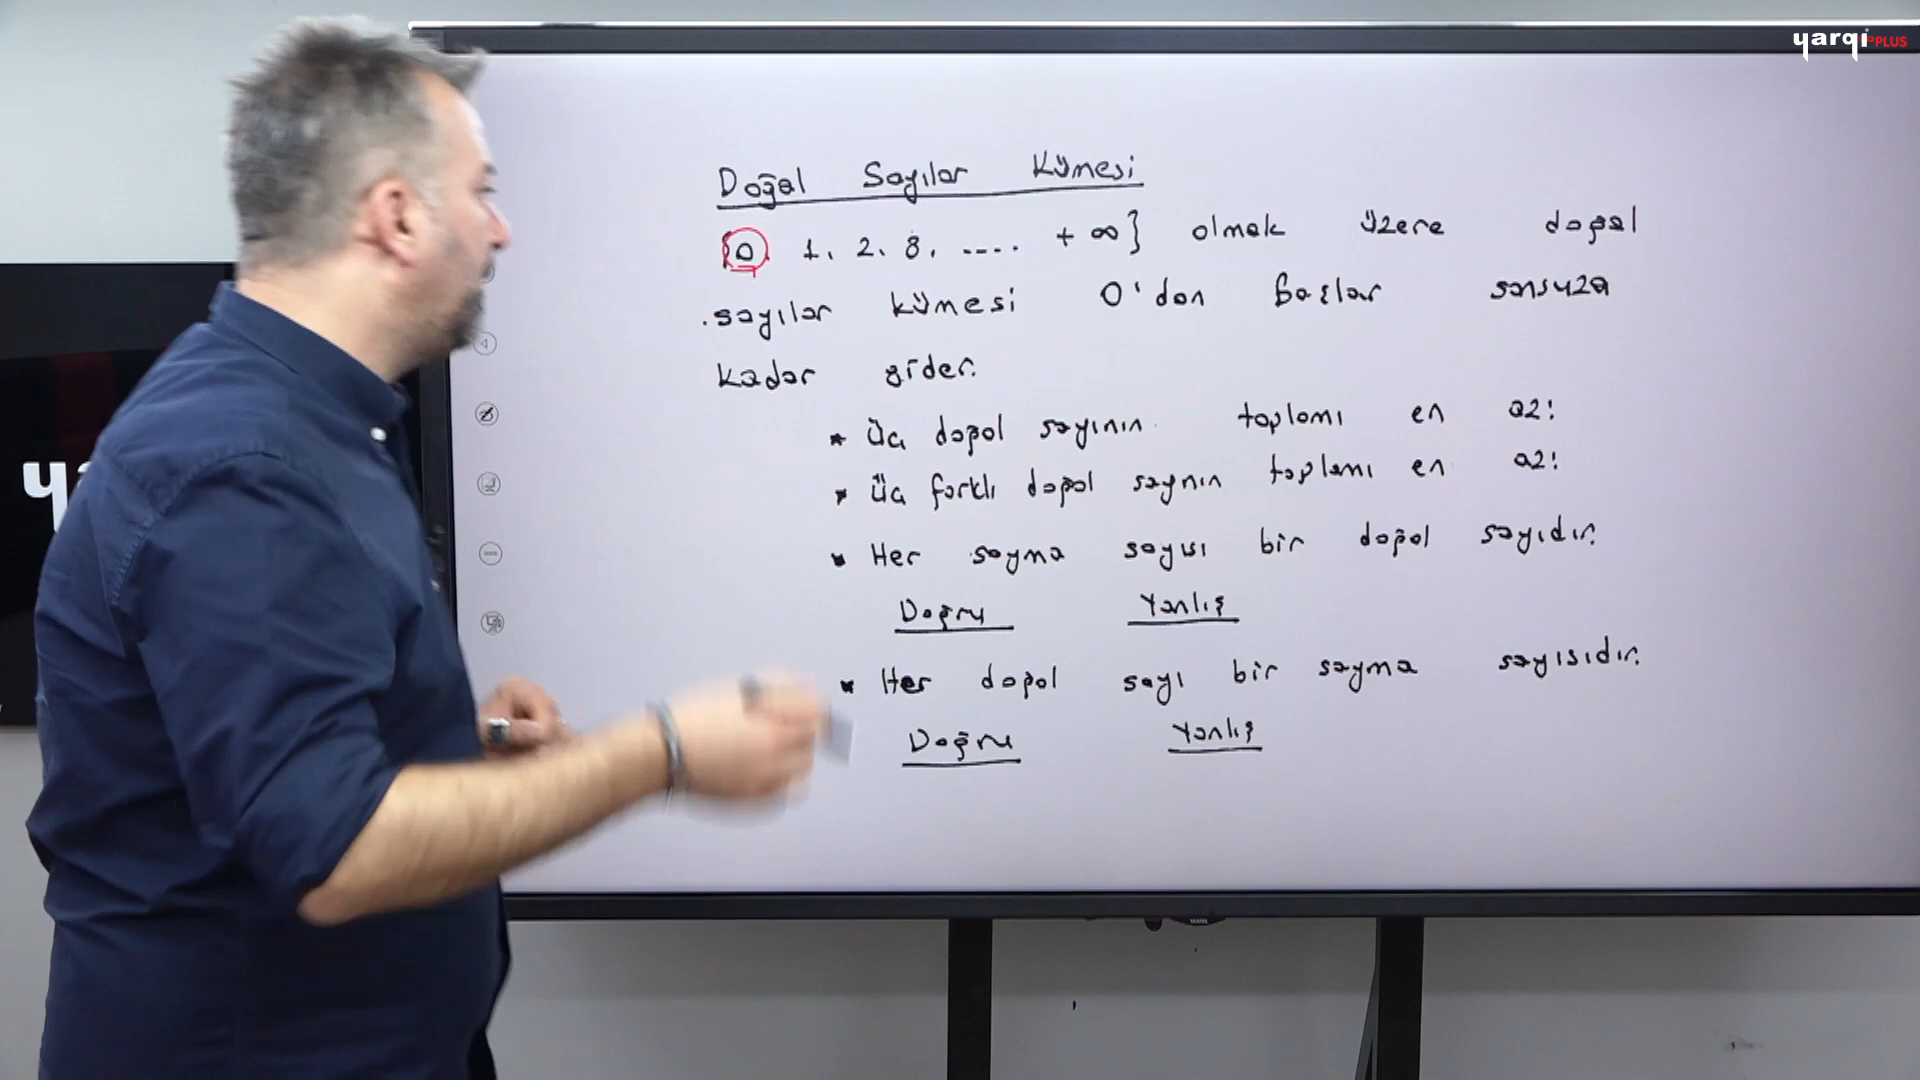 yargı PLUS
Doğal Sayılar Kümesi
{0, 1, 2, 3, .... +∞} olmak üzere doğal
sayılar kümesi 0'dan başlar sonsuza
kadar gider.
* Üç doğal sayının toplamı en az?
* Üç farklı doğal sayının toplamı en az?
* Her sayma sayısı bir doğal sayıdır.
Doğru Yanlış
* Her doğal sayı bir sayma sayısıdır.
Doğru Yanlış